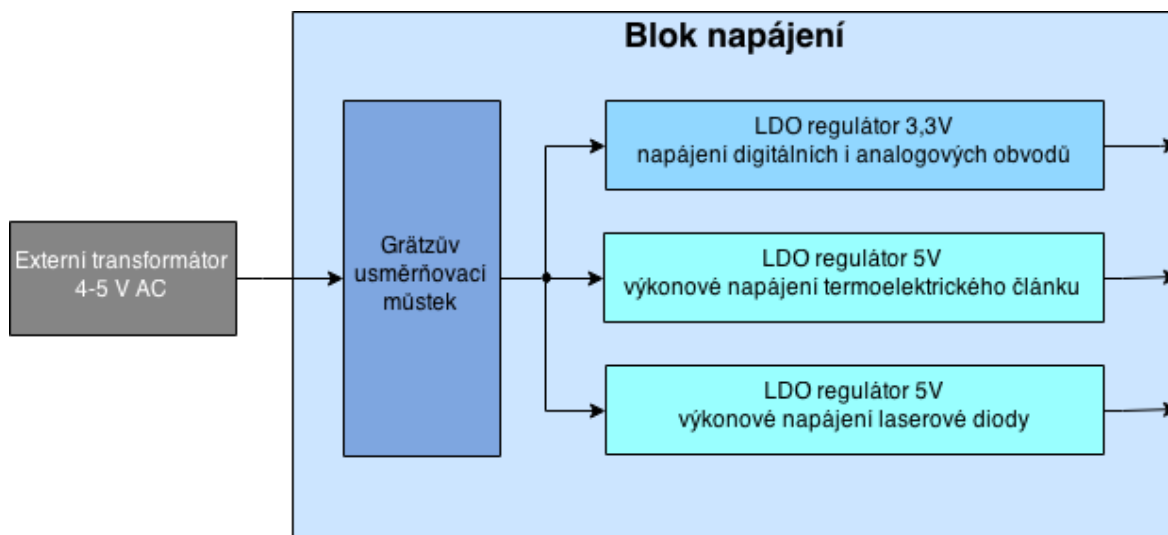 Blok napájení
LDO regulátor 3,3V
napájení digitálních i analogových obvodů
Externí transformátor
4-5 V AC
Grätzův
usměrňovací
můstek
LDO regulátor 5V
výkonové napájení termoelektrického článku
LDO regulátor 5V
výkonové napájení laserové diody